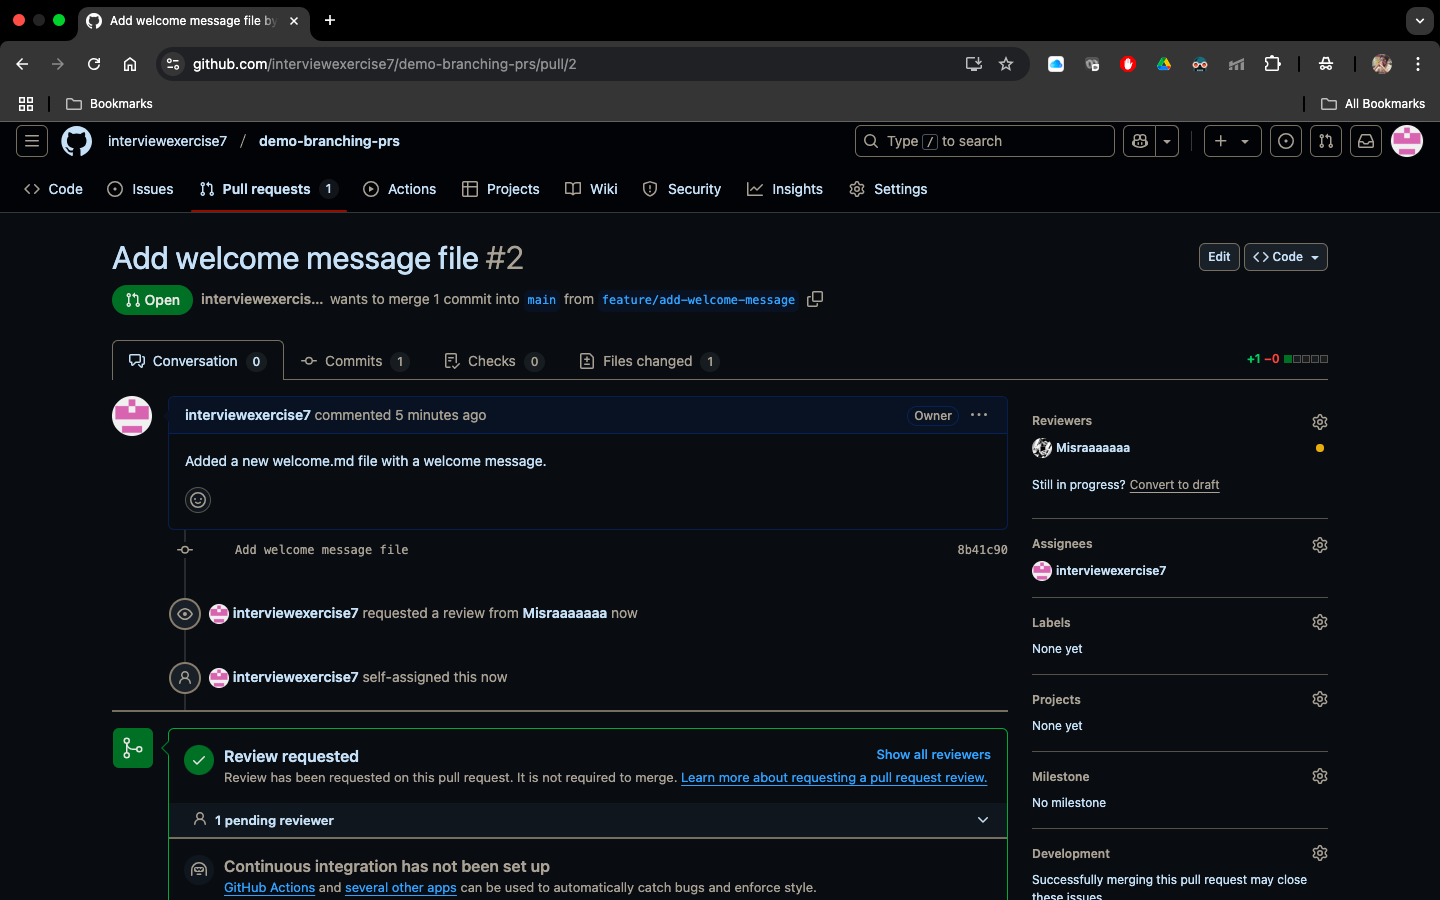 Add welcome message file by
github.com/interviewexercise7/demo-branching-prs/pull/2
Bookmarks
All Bookmarks
interviewexercise7 / demo-branching-prs
Type / to search
Code
Issues
Pull requests 1
Actions
Projects
Wiki
Security
Insights
Settings
Add welcome message file #2
Edit
Code
Open
interviewexercis... wants to merge 1 commit into main from feature/add-welcome-message
Conversation 0
Commits 1
Checks 0
Files changed 1
+1 −0
interviewexercise7 commented 5 minutes ago
Owner
Added a new welcome.md file with a welcome message.
Add welcome message file
8b41c90
interviewexercise7 requested a review from Misraaaaaaa now
interviewexercise7 self-assigned this now
Review requested
Show all reviewers
Review has been requested on this pull request. It is not required to merge. Learn more about requesting a pull request review.
1 pending reviewer
Continuous integration has not been set up
GitHub Actions and several other apps can be used to automatically catch bugs and enforce style.
Reviewers
Misraaaaaaa
Still in progress? Convert to draft
Assignees
interviewexercise7
Labels
None yet
Projects
None yet
Milestone
No milestone
Development
Successfully merging this pull request may close
these issues